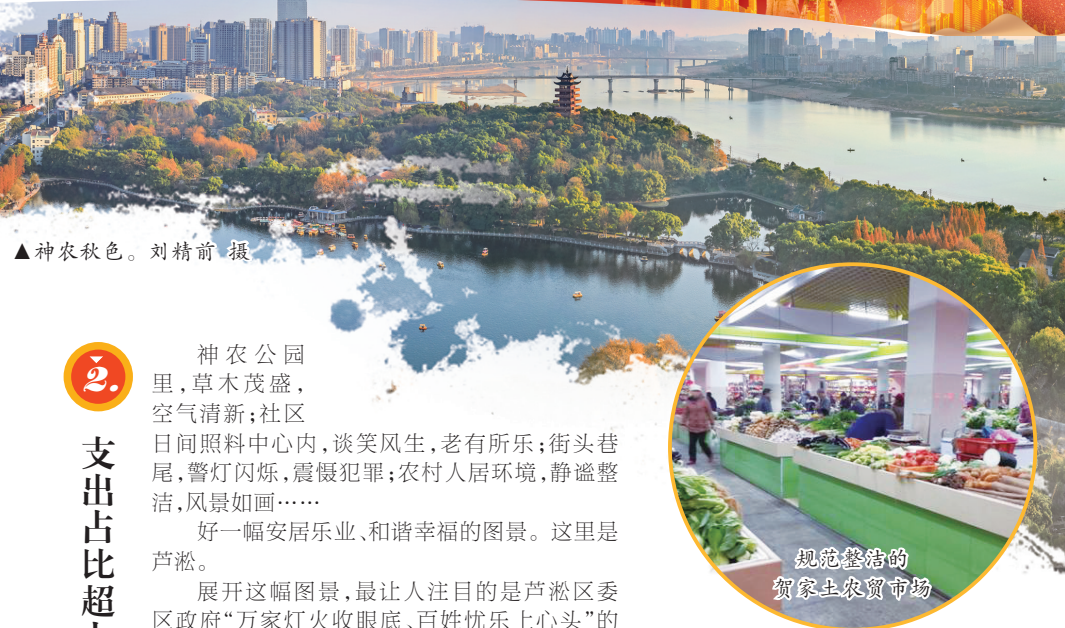 ▲神农秋色。刘精前 摄
2.
支出占比超
神农公园
里,草木茂盛,
空气清新;社区
日间照料中心内,谈笑风生,老有所乐;街头巷
尾,警灯闪烁,震慑犯罪;农村人居环境,静谧整
洁,风景如画……
好一幅安居乐业、和谐幸福的图景。这里是
芦淞。
展开这幅图景,最让人注目的是芦淞区委
区政府“万家灯火收眼底、百姓忧乐上心头”的
规范整洁的
贺家土农贸市场